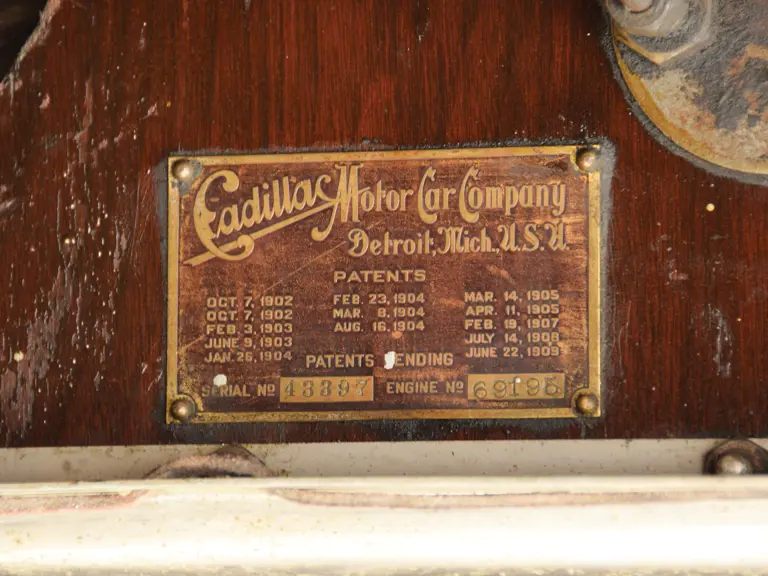 Cadillac Motor Car Company
Detroit, Mich., U.S.A.
PATENTS
OCT. 7, 1902 FEB. 23, 1904 MAR. 14, 1905
OCT. 7, 1902 MAR. 8, 1904 APR. 11, 1905
FEB. 3, 1903 AUG. 16, 1904 FEB. 19, 1907
JUNE 9, 1903 JULY 14, 1908
JAN. 26, 1904 PATENTS PENDING JUNE 22, 1909
SERIAL Nº 43397 ENGINE Nº 69198